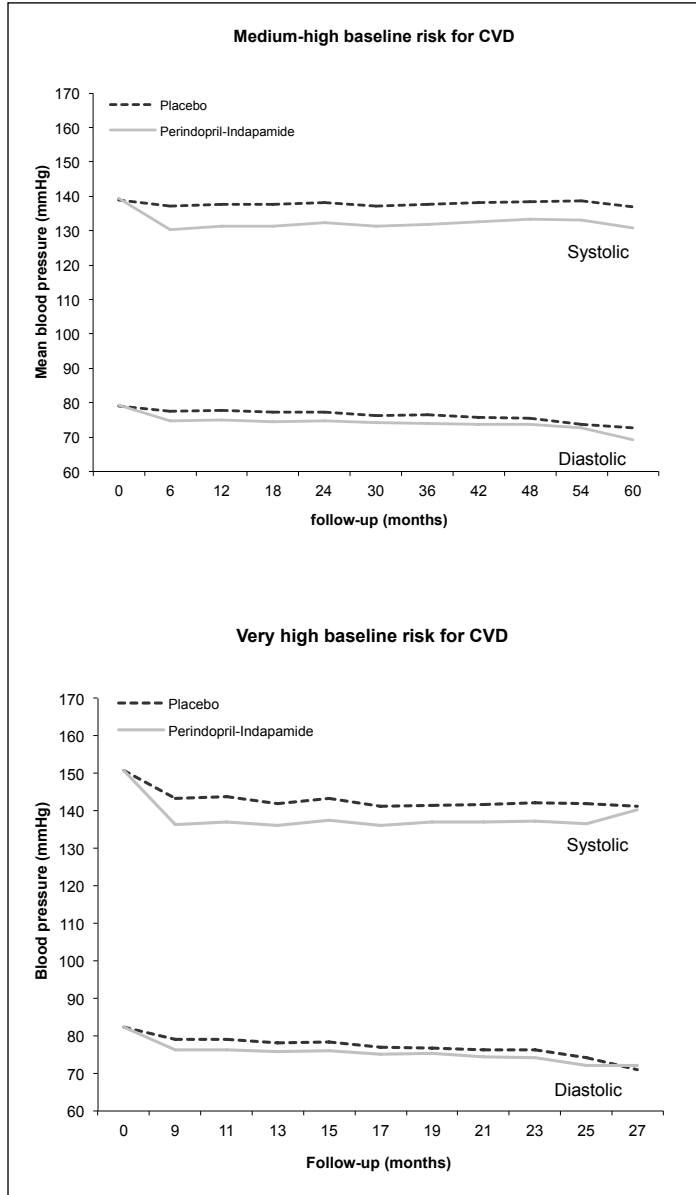 Medium-high baseline risk for CVD
170
160
150
140
130
120
110
100
90
80
70
60
Mean blood pressure (mmHg)
Placebo
Perindopril-Indapamide
Systolic
Diastolic
0 6 12 18 24 30 36 42 48 54 60
follow-up (months)
Very high baseline risk for CVD
170
160
150
140
130
120
110
100
90
80
70
60
Blood pressure (mmHg)
Placebo
Perindopril-Indapamide
Systolic
Diastolic
0 9 11 13 15 17 19 21 23 25 27
Follow-up (months)